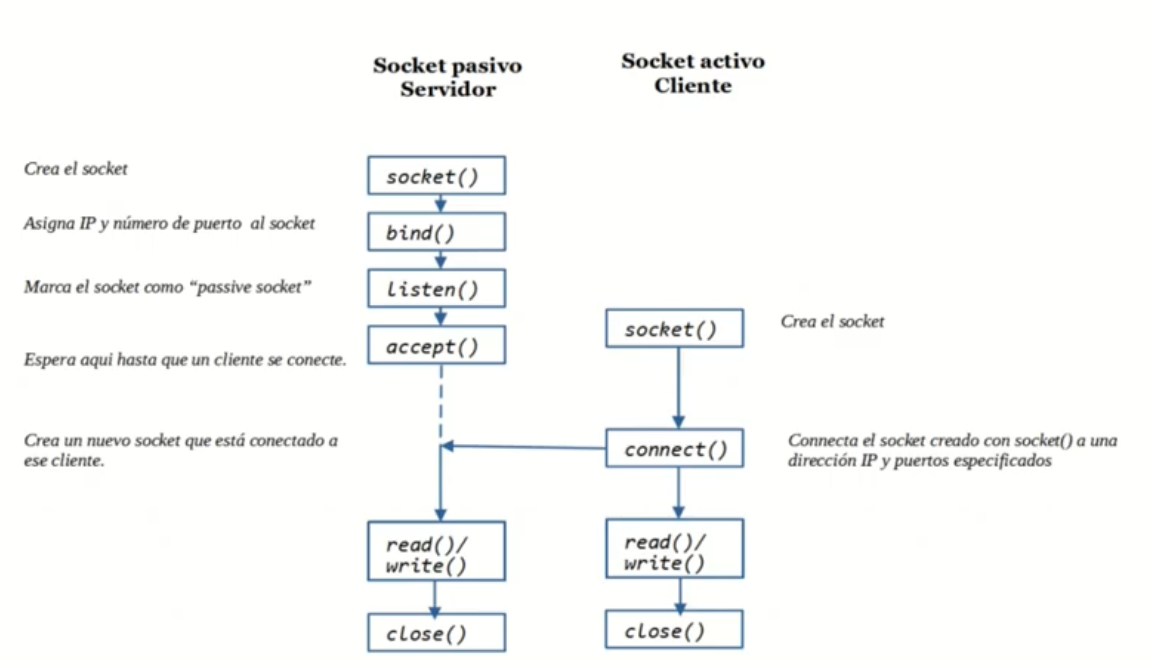 Socket pasivo
Servidor
Socket activo
Cliente
Crea el socket
socket()
Asigna IP y número de puerto al socket
bind()
Marca el socket como “passive socket”
listen()
socket()
Crea el socket
accept()
Espera aqui hasta que un cliente se conecte.
Crea un nuevo socket que está conectado a
ese cliente.
connect()
Connecta el socket creado con socket() a una
dirección IP y puertos especificados
read()/
write()
read()/
write()
close()
close()